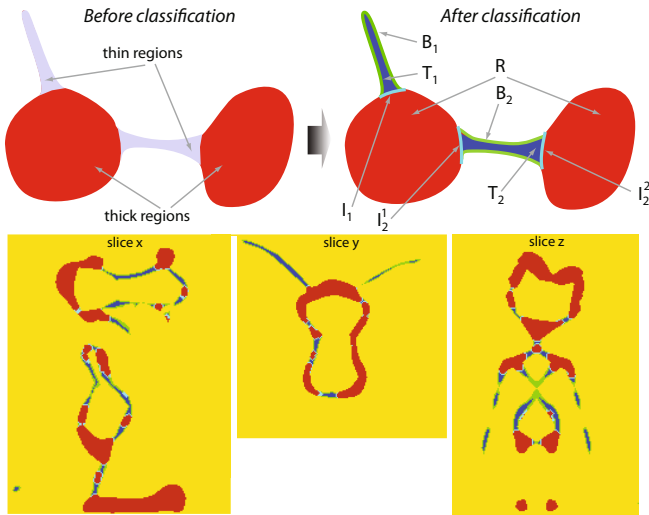 Before classification
After classification
thin regions
B₁
T₁
R
B₂
thick regions
I₁
I₂¹
T₂
I₂²
slice x
slice y
slice z